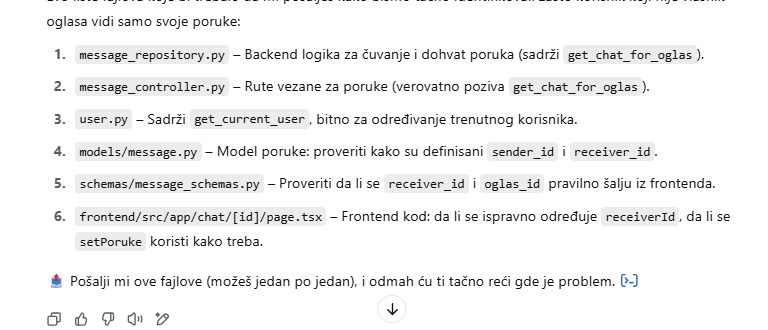 oglasa vidi samo svoje poruke:
1. message_repository.py – Backend logika za čuvanje i dohvat poruka (sadrži get_chat_for_oglas ).
2. message_controller.py – Rute vezane za poruke (verovatno poziva get_chat_for_oglas ).
3. user.py – Sadrži get_current_user , bitno za određivanje trenutnog korisnika.
4. models/message.py – Model poruke: proveriti kako su definisani sender_id i receiver_id .
5. schemas/message_schemas.py – Proveriti da li se receiver_id i oglas_id pravilno šalju iz frontenda.
6. frontend/src/app/chat/[id]/page.tsx – Frontend kod: da li se ispravno određuje receiverId , da li se
setPoruke koristi kako treba.
Pošalji mi ove fajlove (možeš jedan po jedan), i odmah ću ti tačno reći gde je problem.